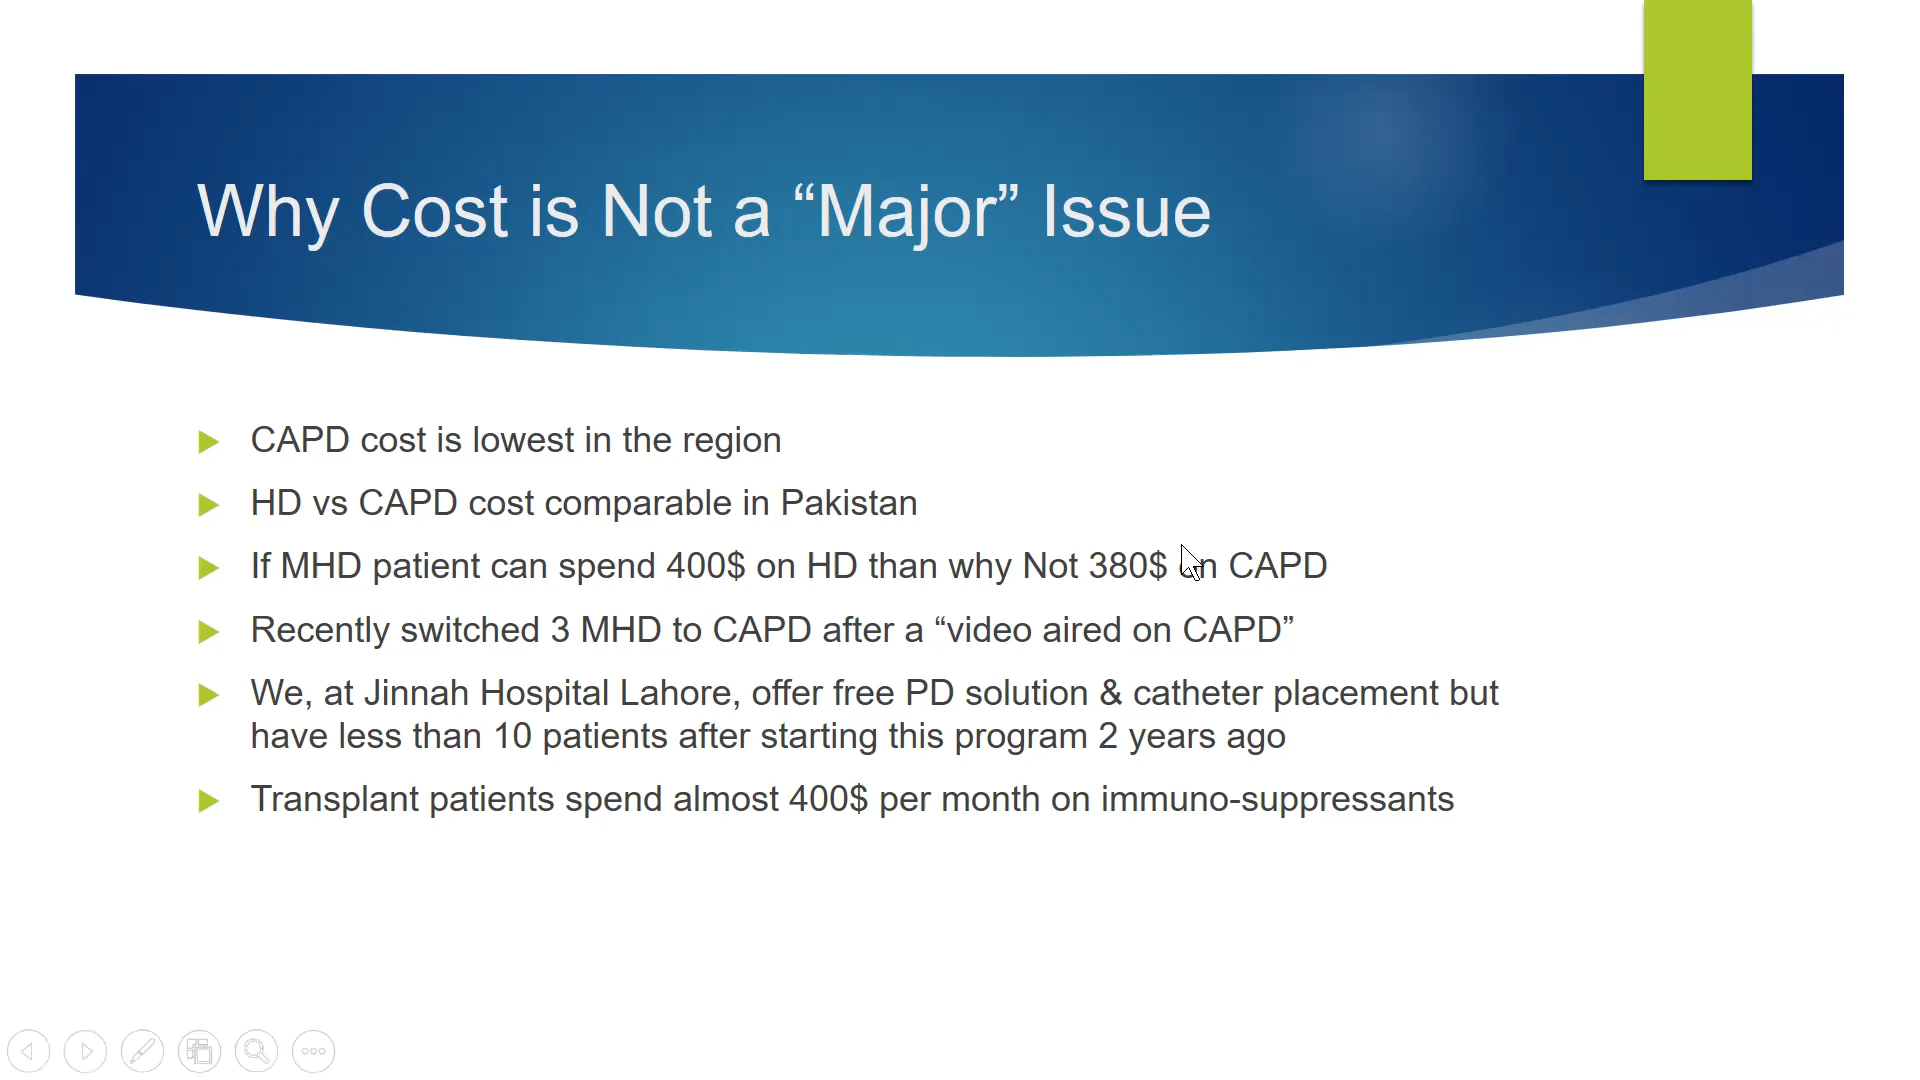 Why Cost is Not a “Major” Issue
CAPD cost is lowest in the region
HD vs CAPD cost comparable in Pakistan
If MHD patient can spend 400$ on HD than why Not 380$ on CAPD
Recently switched 3 MHD to CAPD after a “video aired on CAPD”
We, at Jinnah Hospital Lahore, offer free PD solution & catheter placement but
have less than 10 patients after starting this program 2 years ago
Transplant patients spend almost 400$ per month on immuno-suppressants